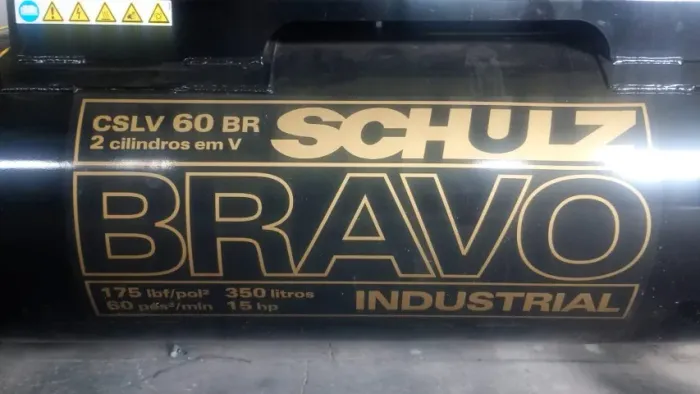 CSLV 60 BR SCHULZ
2 cilindros em V
BRAVO
175 lbf/pol² 350 litros
60 pés³/min 15 hp
INDUSTRIAL